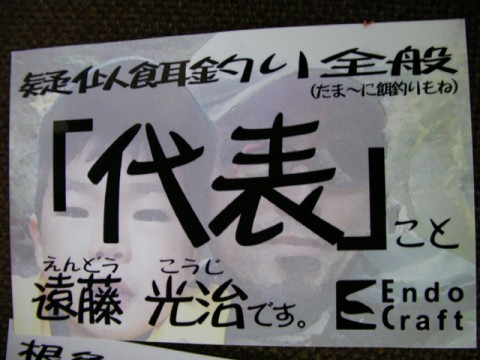 疑似餌釣り全般
(たま〜に餌釣りもね)
「代表」こと
えんどう こうじ
遠藤 光治です。
Endo
Craft